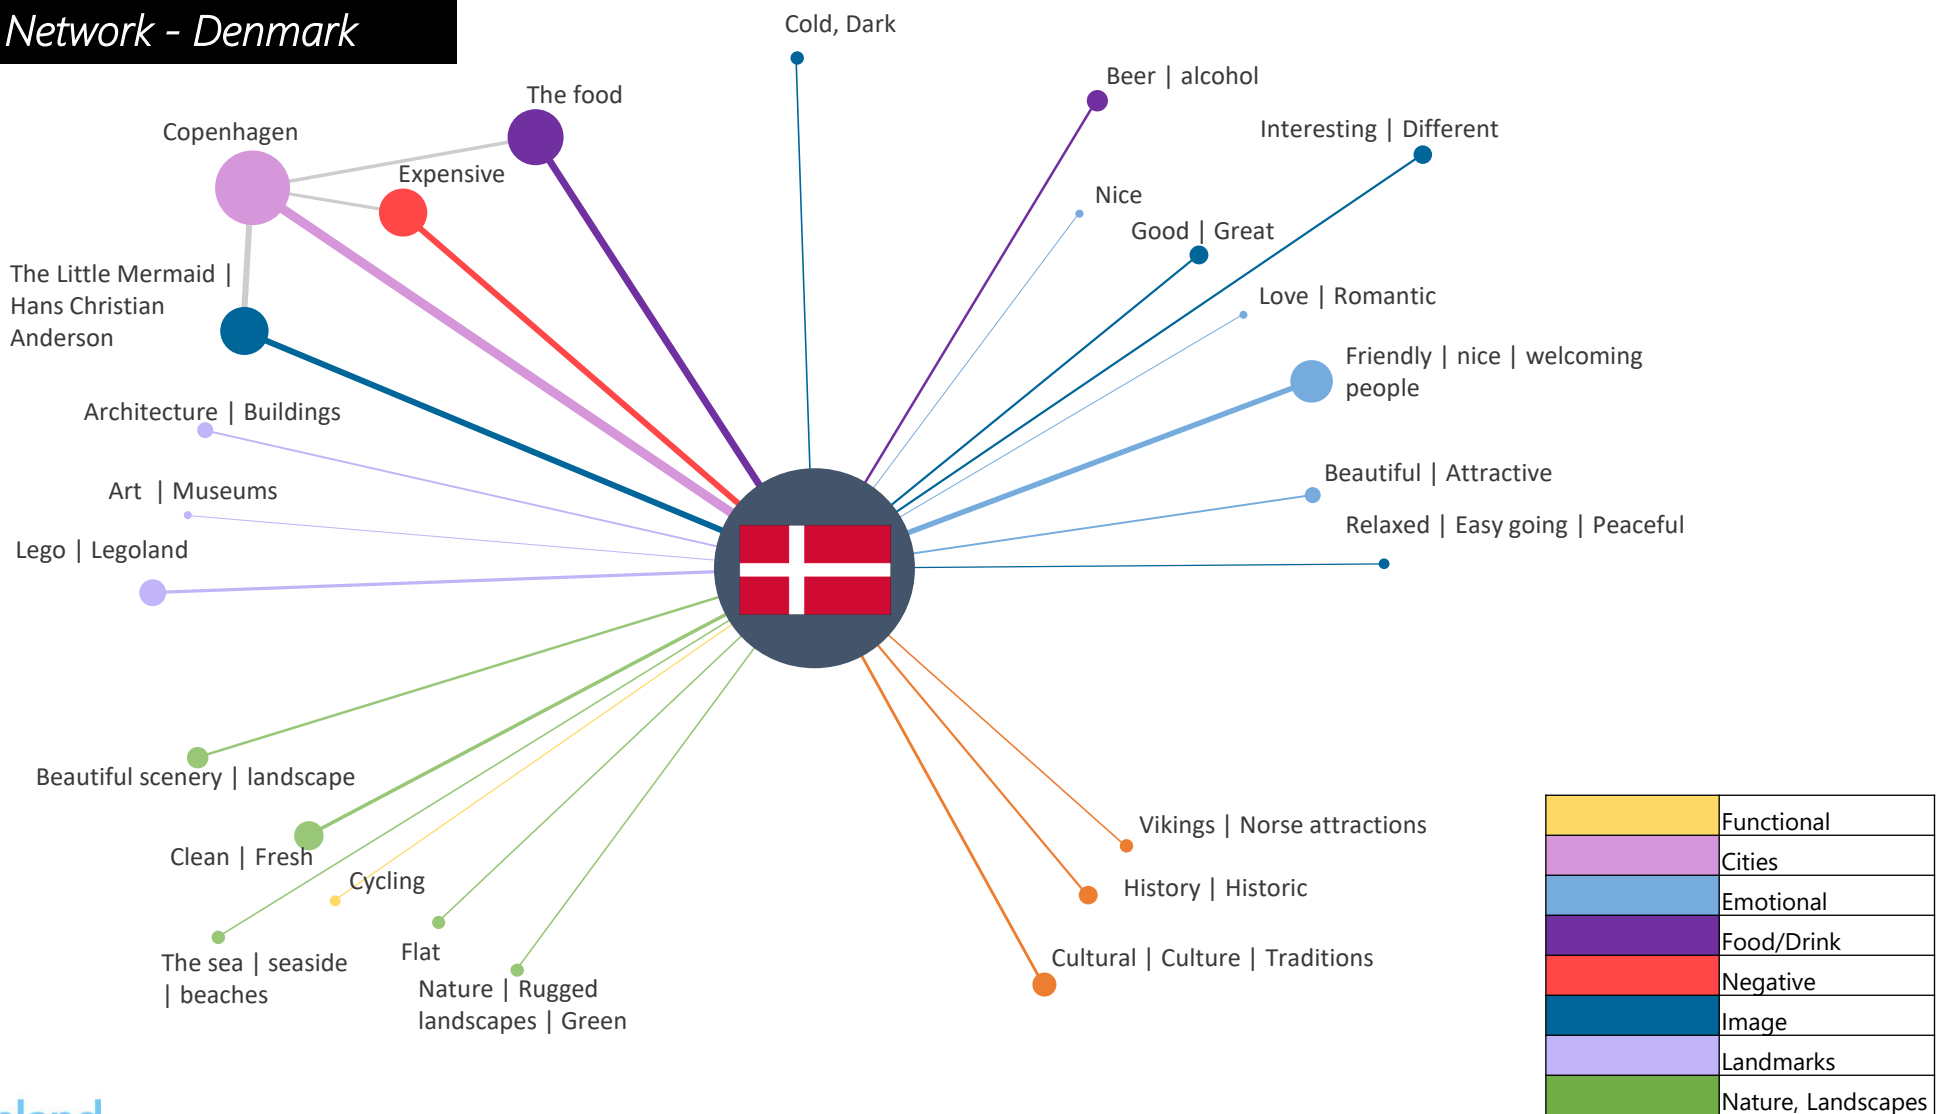 Network - Denmark
Cold, Dark
Beer | alcohol
The food
Copenhagen
Interesting | Different
Expensive
Nice
Good | Great
The Little Mermaid |
Hans Christian
Anderson
Love | Romantic
Friendly | nice | welcoming
people
Architecture | Buildings
Beautiful | Attractive
Art | Museums
Relaxed | Easy going | Peaceful
Lego | Legoland
Beautiful scenery | landscape
Clean | Fresh
Cycling
The sea | seaside
| beaches
Flat
Nature | Rugged
landscapes | Green
Vikings | Norse attractions
History | Historic
Cultural | Culture | Traditions
Functional
Cities
Emotional
Food/Drink
Negative
Image
Landmarks
Nature, Landscapes